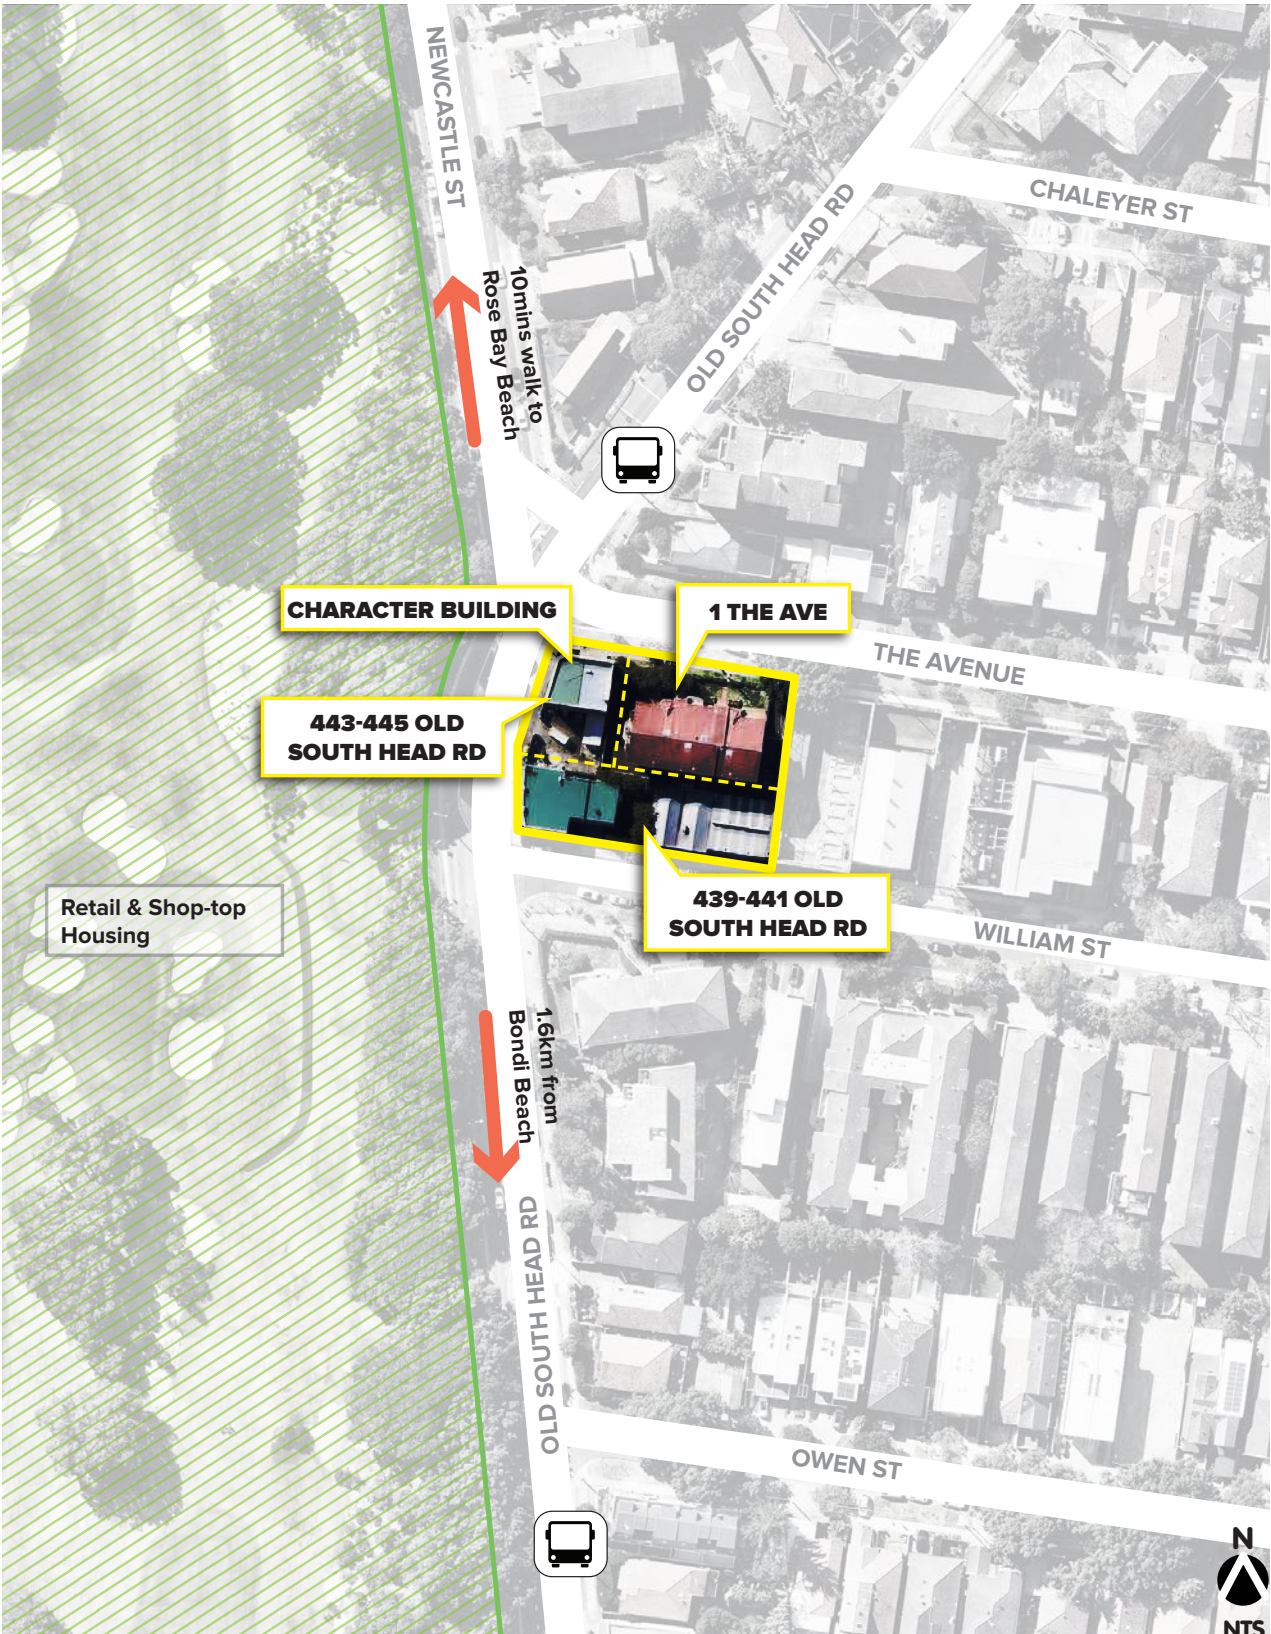 NEWCASTLE ST
CHALEYER ST
OLD SOUTH HEAD RD
10mins walk to
Rose Bay Beach
CHARACTER BUILDING
1 THE AVE
THE AVENUE
443-445 OLD
SOUTH HEAD RD
439-441 OLD
SOUTH HEAD RD
Retail & Shop-top
Housing
WILLIAM ST
1.6km from
Bondi Beach
OLD SOUTH HEAD RD
OWEN ST
N
NTS